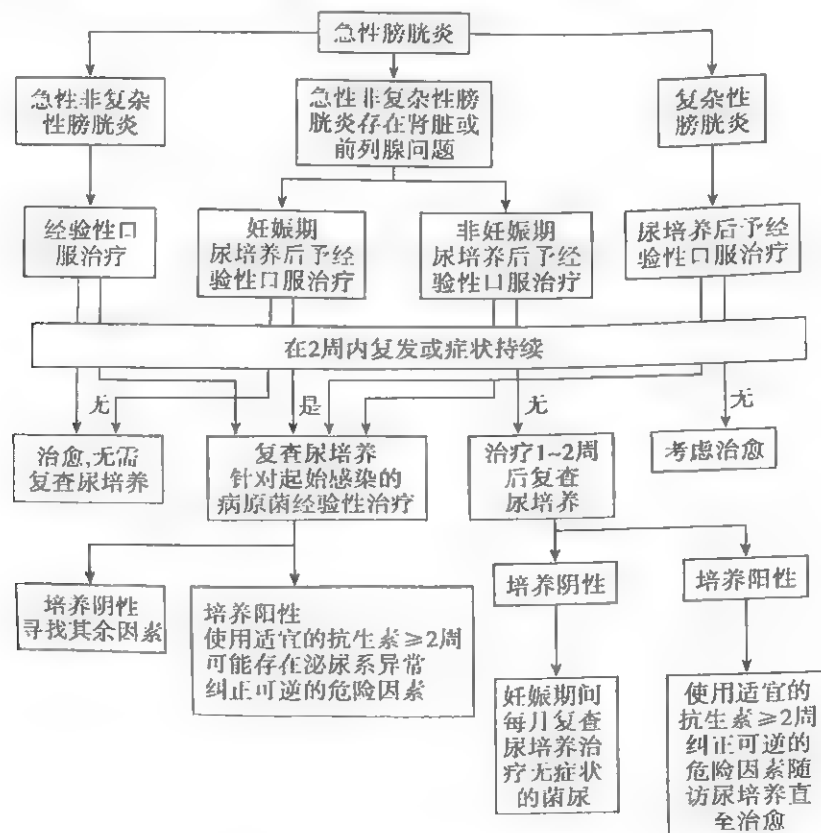 急性膀胱炎
急性非复杂
性膀胱炎
急性非复杂性膀
胱炎存在肾脏或
前列腺问题
复杂性
膀胱炎
经验性口
服治疗
妊娠期
尿培养后予经
验性口服治疗
非妊娠期
尿培养后予经
验性口服治疗
尿培养后予经
验性口服治疗
在2周内复发或症状持续
无
是
无
无
治愈,无需
复查尿培养
复查尿培养
针对起始感染的
病原菌经验性治疗
治疗1~2周
后复查
尿培养
考虑治愈
培养阴性
寻找其余因素
培养阳性
使用适宜的抗生素≥2周
可能存在泌尿系异常
纠正可逆的危险因素
培养阴性
培养阳性
妊娠期间
每月复查
尿培养治
疗无症状
的菌尿
使用适宜的
抗生素≥2周
纠正可逆的
危险因素随
访尿培养直
至治愈